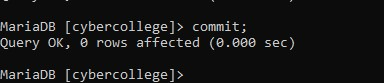 MariaDB [cybercollege]> commit;
Query OK, 0 rows affected (0.000 sec)
MariaDB [cybercollege]>